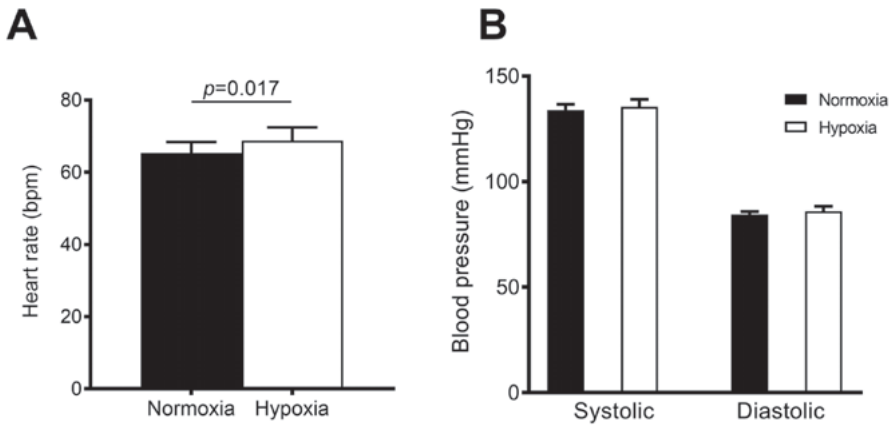 A
p=0.017
Heart rate (bpm)
80
60
40
20
0
Normoxia Hypoxia
B
Blood pressure (mmHg)
150
100
50
0
Systolic Diastolic
Normoxia
Hypoxia